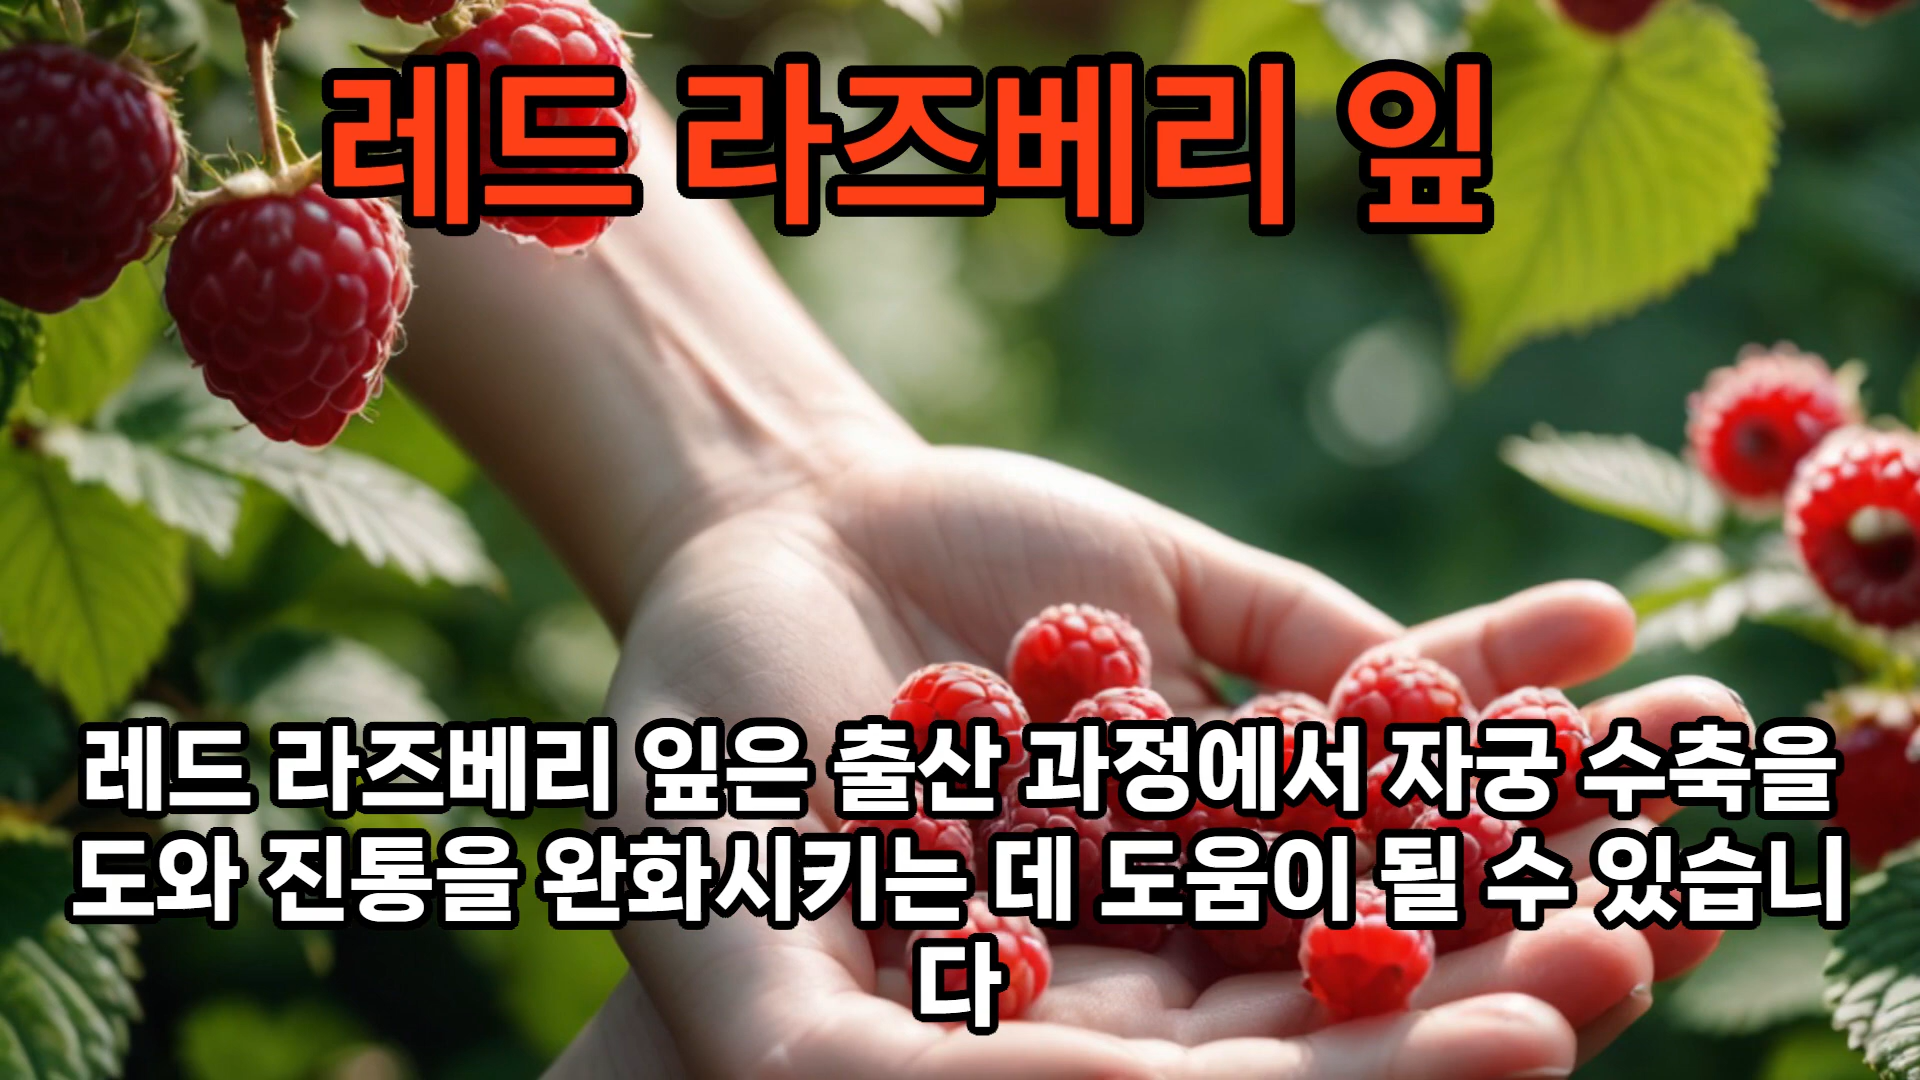 레드 라즈베리 잎
레드 라즈베리 잎은 출산 과정에서 자궁 수축을
도와 진통을 완화시키는 데 도움이 될 수 있습니
다